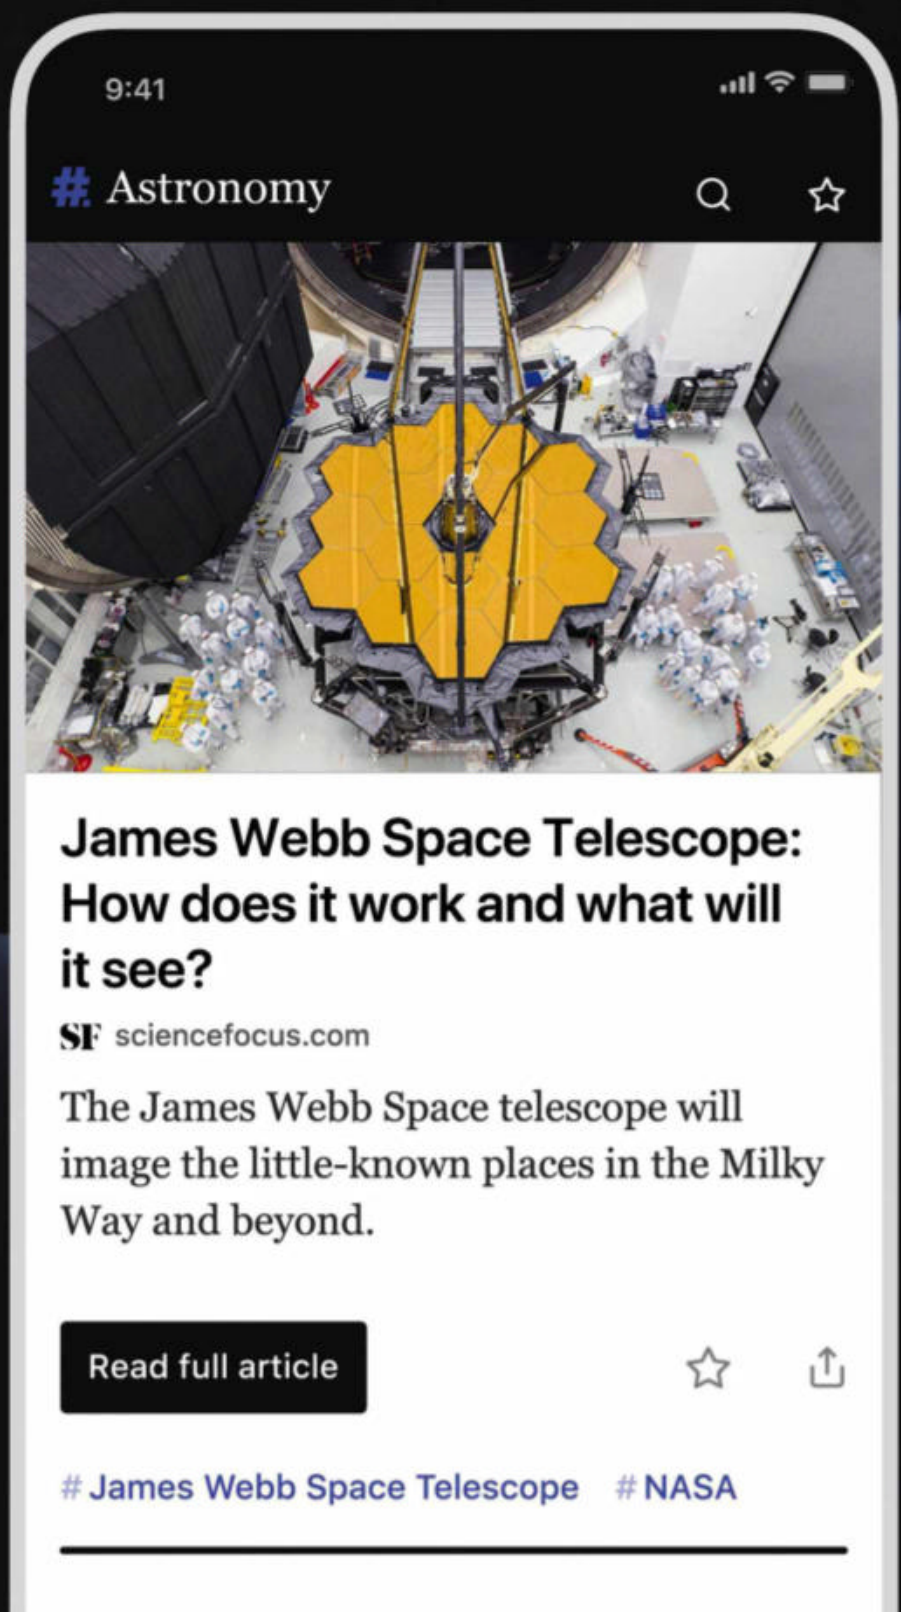 9:41
#. Astronomy
James Webb Space Telescope:
How does it work and what will
it see?
SF sciencefocus.com
The James Webb Space telescope will
image the little-known places in the Milky
Way and beyond.
Read full article
# James Webb Space Telescope # NASA